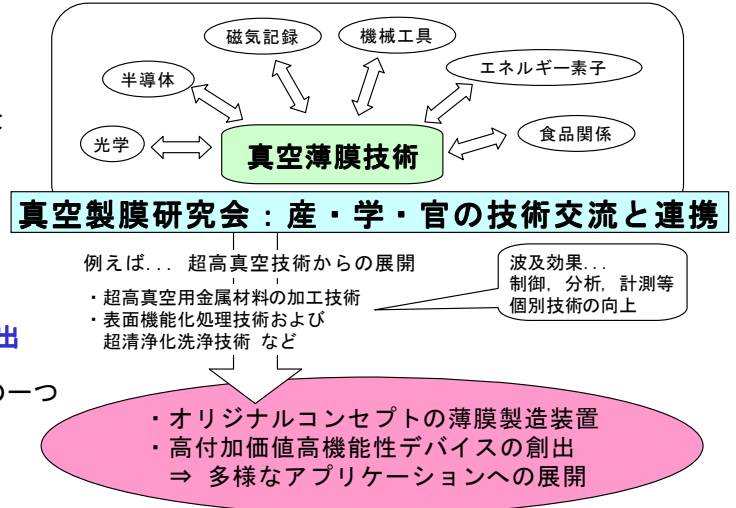 磁気記録
機械工具
半導体
エネルギー素子
光学
真空薄膜技術
食品関係
真空製膜研究会：産・学・官の技術交流と連携
例えば... 超高真空技術からの展開
・超高真空用金属材料の加工技術
・表面機能化処理技術および
超清浄化洗浄技術 など
波及効果...
制御, 分析, 計測等
個別技術の向上
出
の一つ
・オリジナルコンセプトの薄膜製造装置
・高付加価値高機能性デバイスの創出
⇒ 多様なアプリケーションへの展開